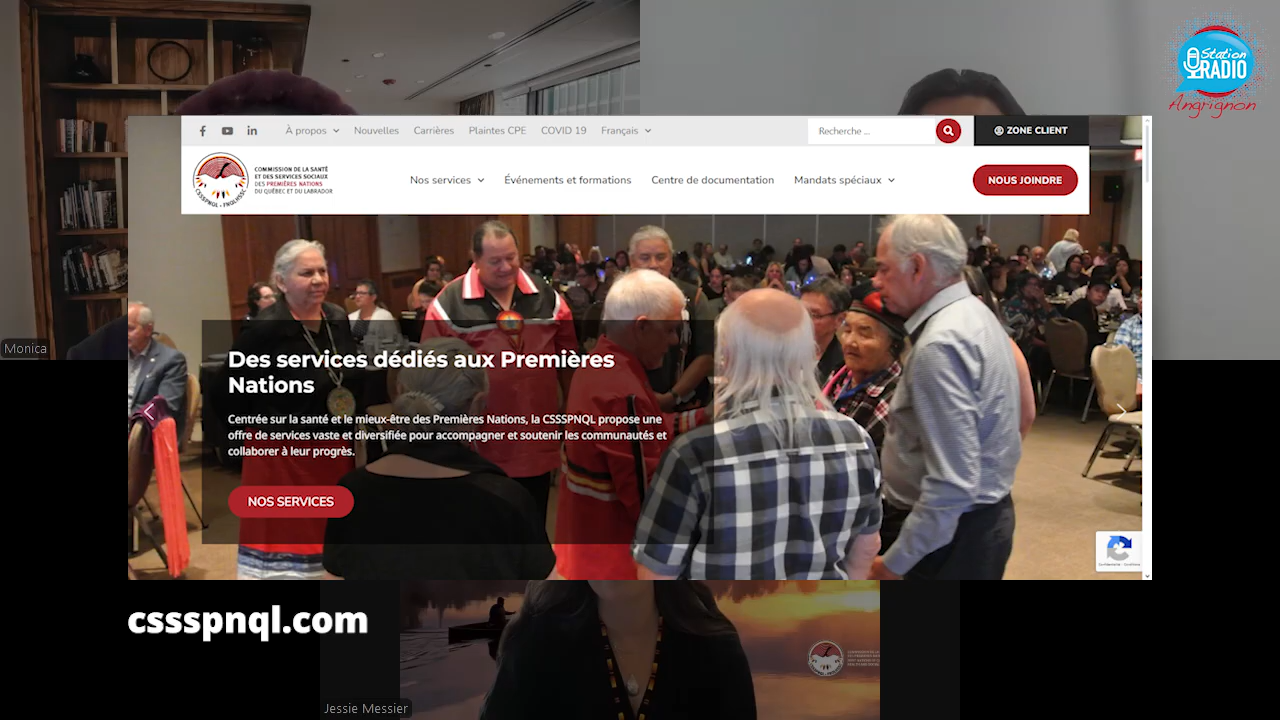 Station
RADIO
Angrignon
À propos
Nouvelles
Carrières
Plaintes CPE
COVID 19
Français
Recherche ...
ZONE CLIENT
CSSSPNQL - FNQLHSSC
COMMISSION DE LA SANTÉ
ET DES SERVICES SOCIAUX
DES PREMIÈRES NATIONS
DU QUÉBEC ET DU LABRADOR
Nos services
Événements et formations
Centre de documentation
Mandats spéciaux
NOUS JOINDRE
Monica
Des services dédiés aux Premières
Nations
Centrée sur la santé et le mieux-être des Premières Nations, la CSSSPNQL propose une
offre de services vaste et diversifiée pour accompagner et soutenir les communautés et
collaborer à leur progrès.
NOS SERVICES
csssspnql.com
Jessie Messier